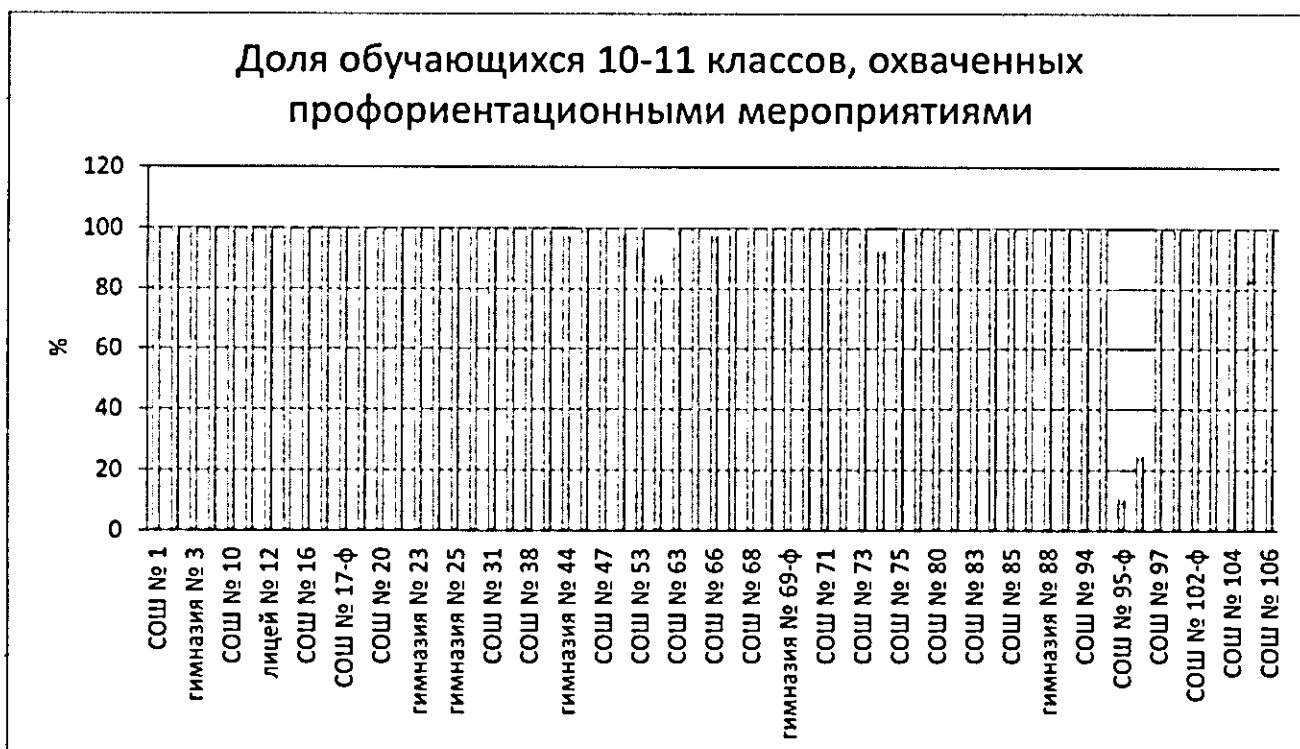 Доля обучающихся 10-11 классов, охваченных
профориентационными мероприятиями
120
100
80
60
40
20
0
%
СОШ № 1
гимназия № 3
СОШ № 10
лицей № 12
СОШ № 16
СОШ № 17-ф
СОШ № 20
гимназия № 23
гимназия № 25
СОШ № 31
СОШ № 38
гимназия № 44
СОШ № 47
СОШ № 53
СОШ № 63
СОШ № 66
СОШ № 68
гимназия № 69-ф
СОШ № 71
СОШ № 73
СОШ № 75
СОШ № 80
СОШ № 83
СОШ № 85
гимназия № 88
СОШ № 94
СОШ № 95-ф
СОШ № 97
СОШ № 102-ф
СОШ № 104
СОШ № 106